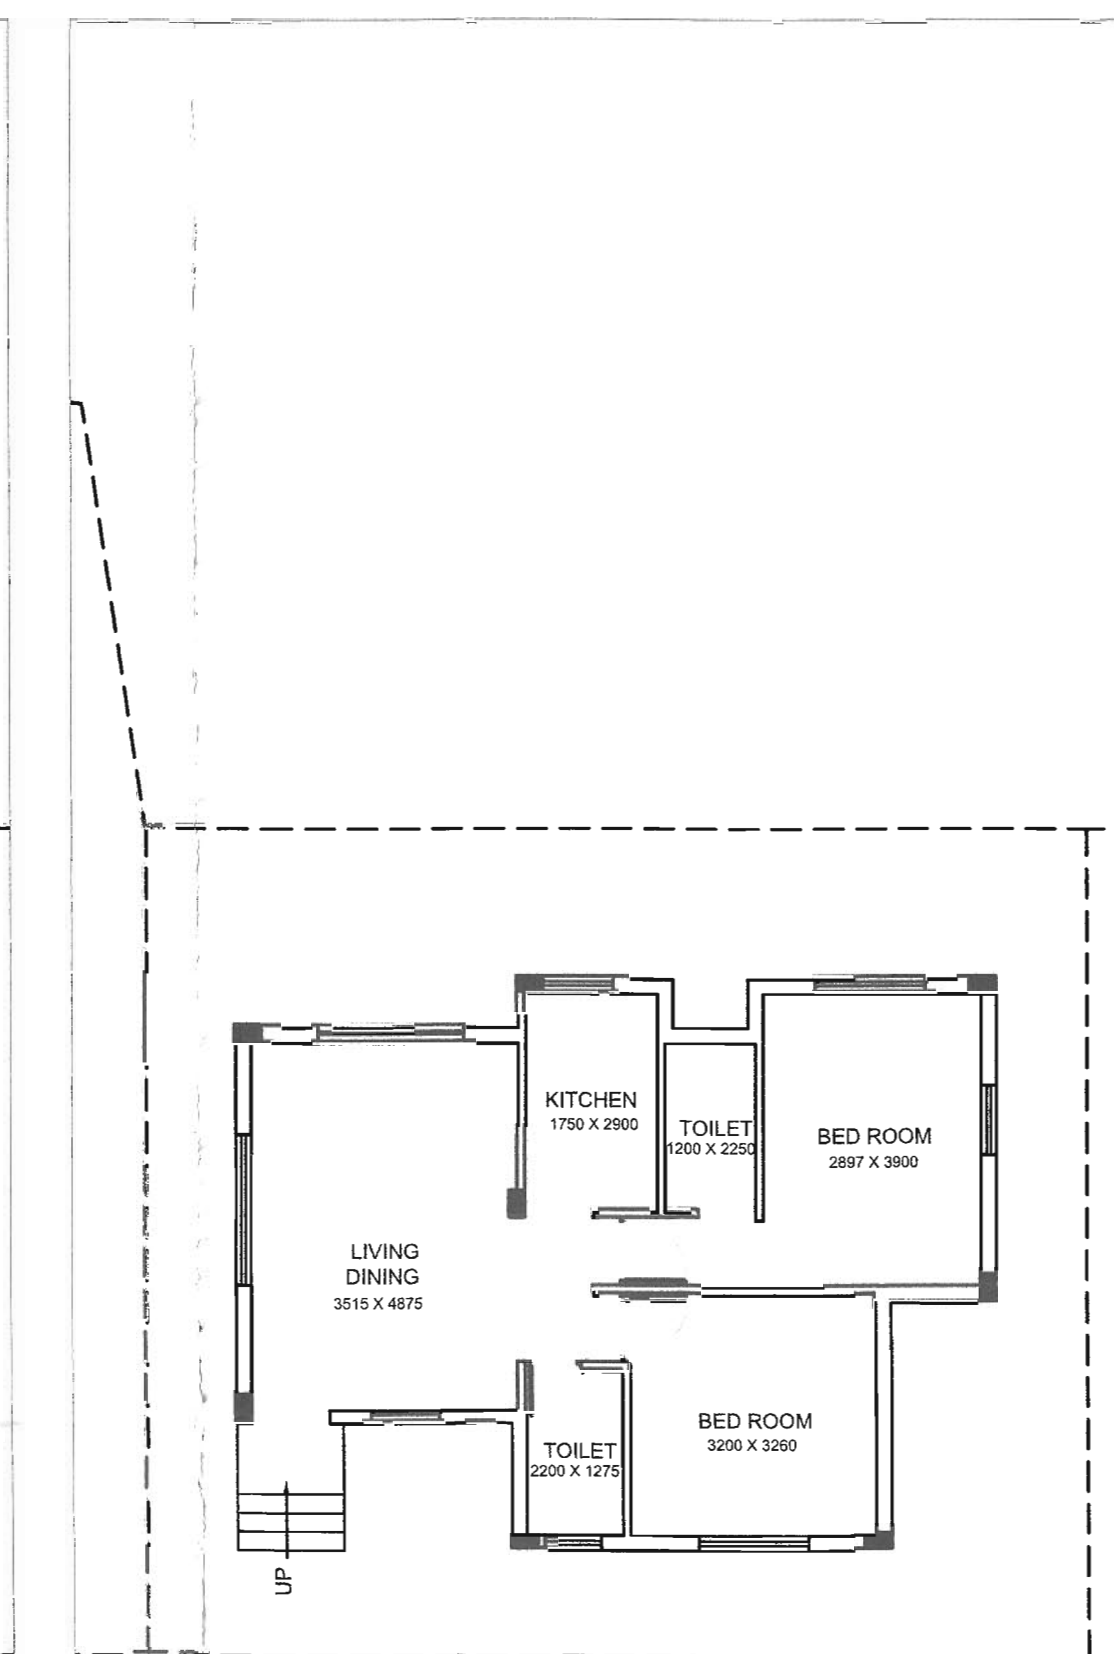 KITCHEN
1750 X 2900
TOILET
1200 X 2250
BED ROOM
2897 X 3900
LIVING
DINING
3515 X 4875
BED ROOM
3200 X 3260
TOILET
2200 X 1275
UP